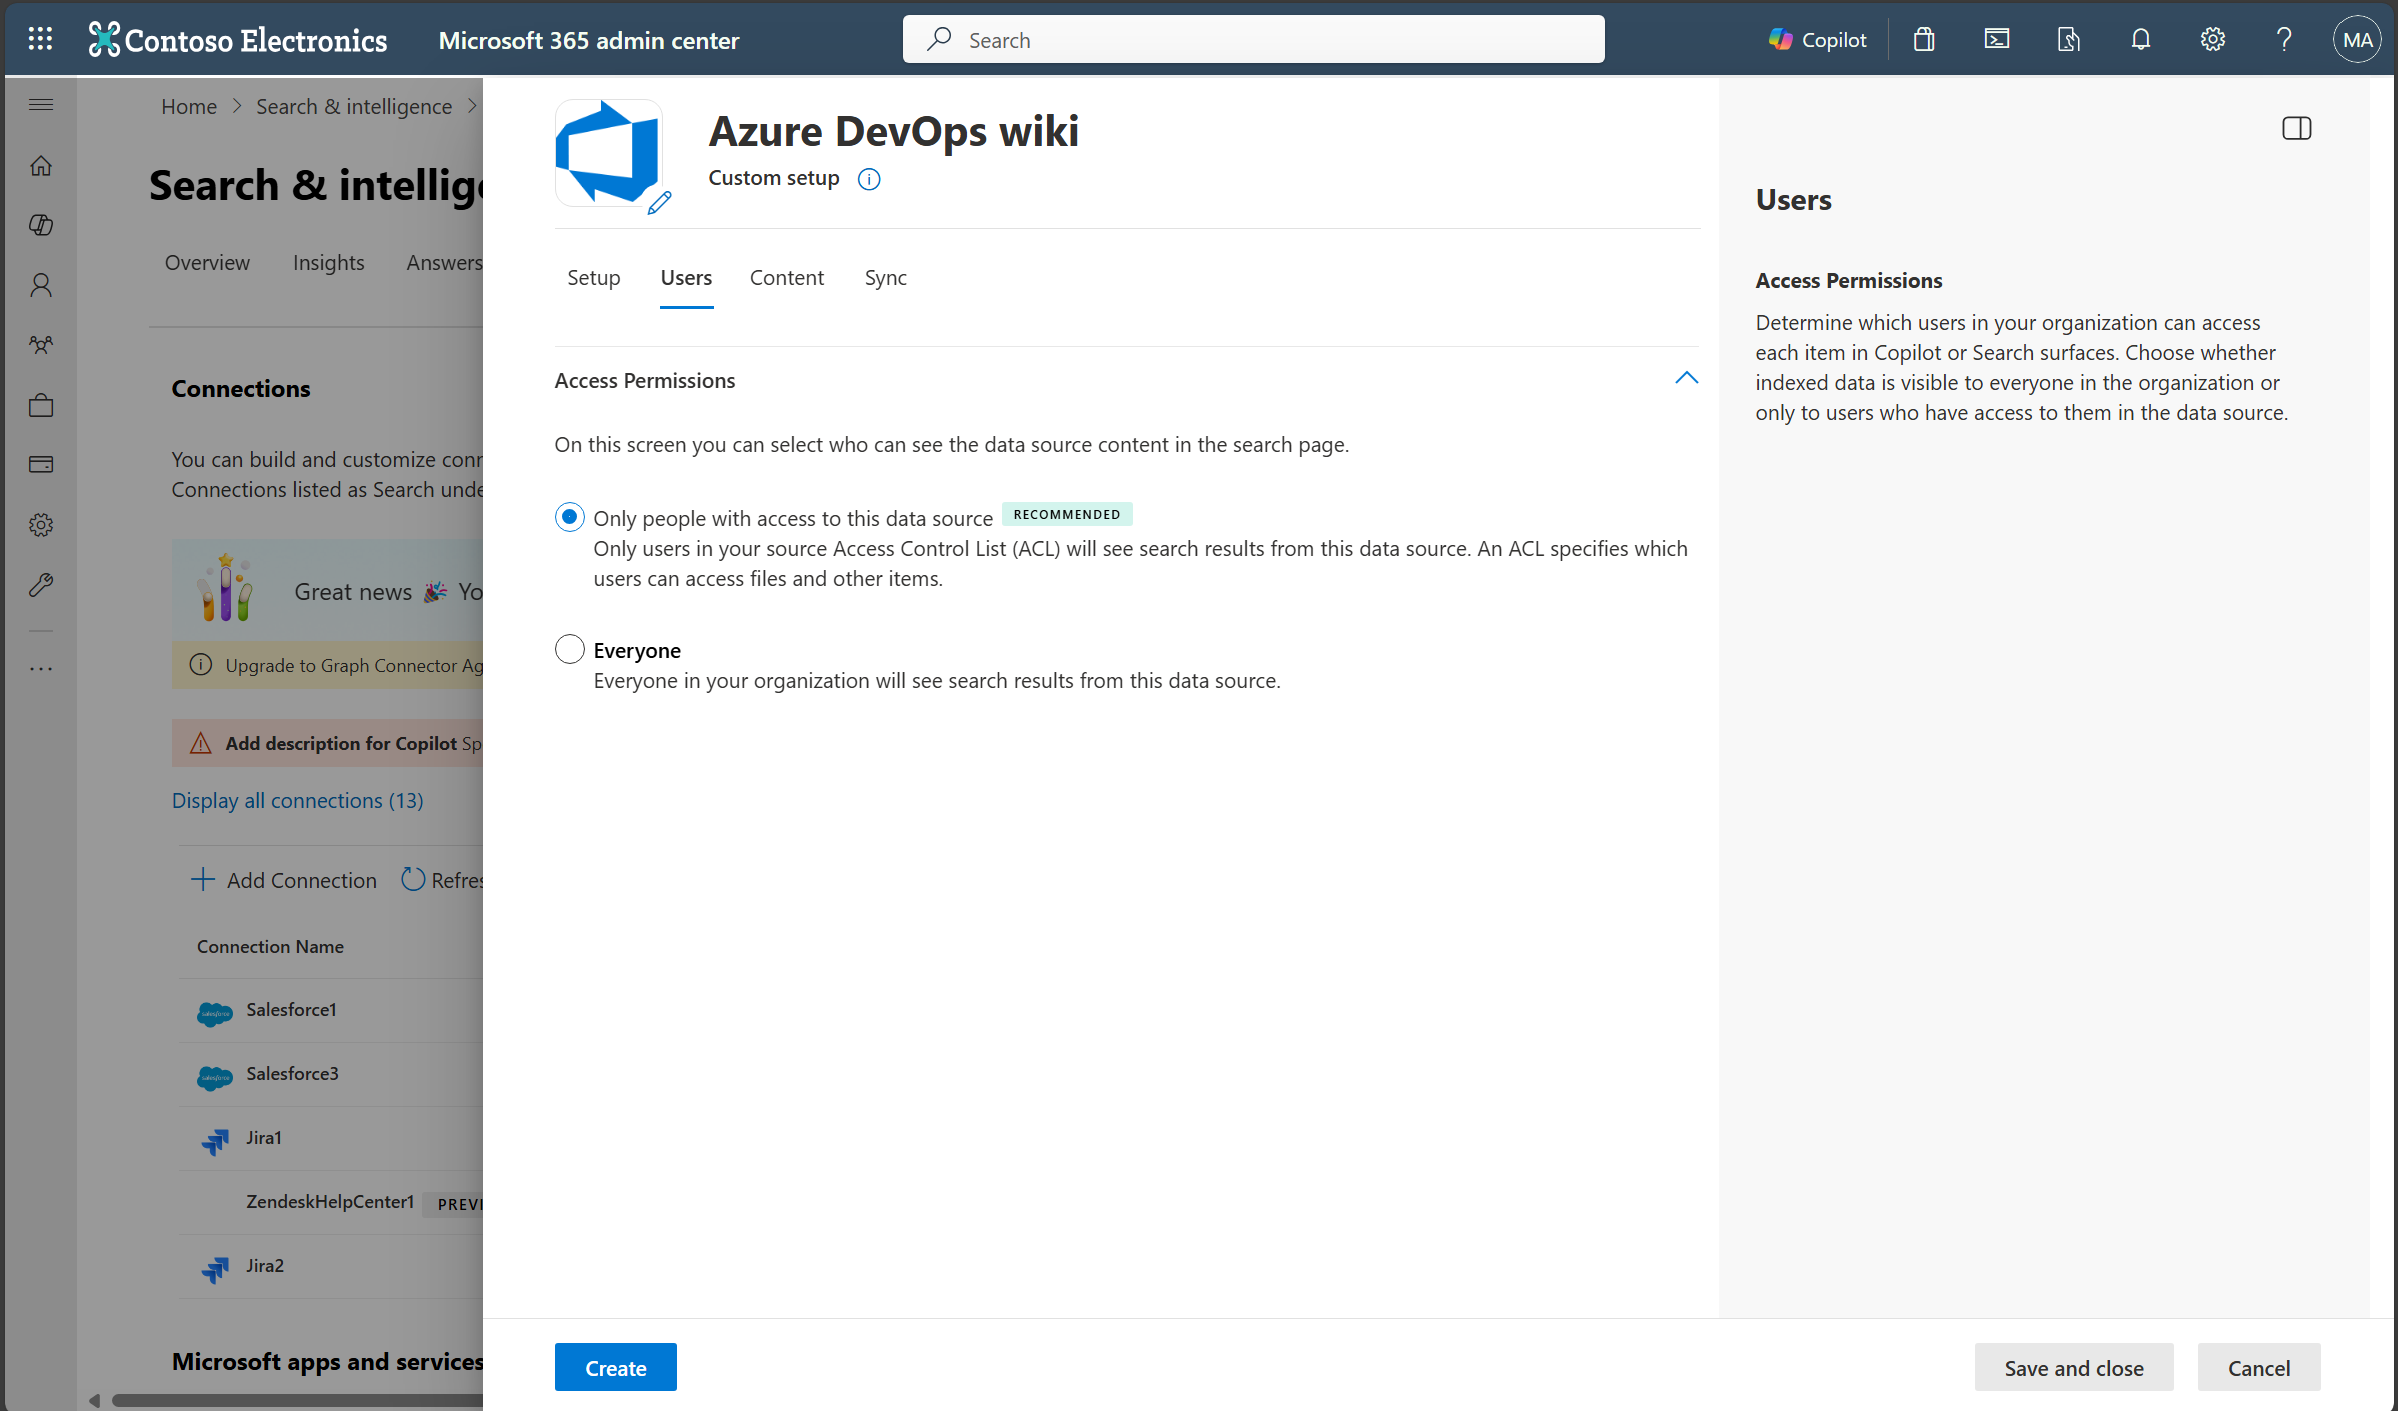 Contoso Electronics
Microsoft 365 admin center
Search
Copilot
MA
Home > Search & intelligence >
Search & intellig
Overview
Insights
Answers
Connections
You can build and customize conn
Connections listed as Search unde
Great news 🎉 Yo
Upgrade to Graph Connector Ag
Add description for Copilot Sp
Display all connections (13)
Add Connection
Refres
Connection Name
Salesforce1
Salesforce3
Jira1
ZendeskHelpCenter1 PREVI
Jira2
Microsoft apps and services
Azure DevOps wiki
Custom setup
Setup
Users
Content
Sync
Access Permissions
On this screen you can select who can see the data source content in the search page.
Only people with access to this data source RECOMMENDED
Only users in your source Access Control List (ACL) will see search results from this data source. An ACL specifies which
users can access files and other items.
Everyone
Everyone in your organization will see search results from this data source.
Create
Save and close
Cancel
Users
Access Permissions
Determine which users in your organization can access
each item in Copilot or Search surfaces. Choose whether
indexed data is visible to everyone in the organization or
only to users who have access to them in the data source.